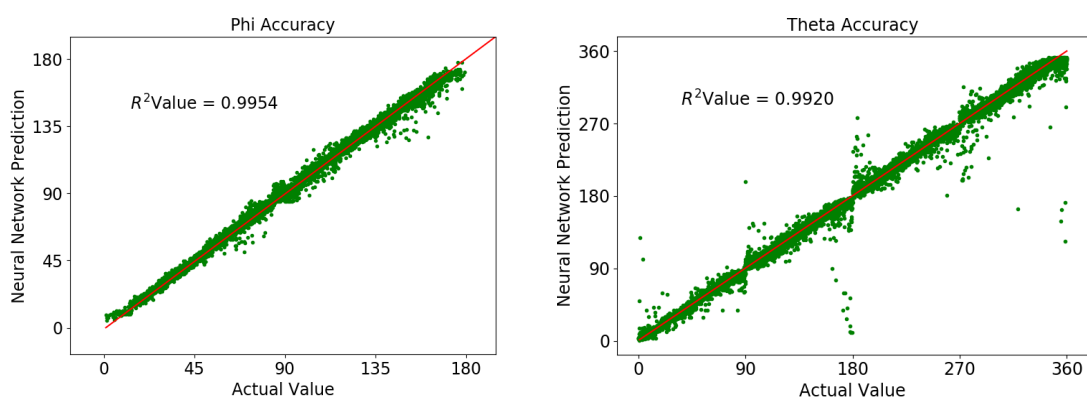 Phi Accuracy
R²Value = 0.9954
Neural Network Prediction
180
135
90
45
0
0 45 90 135 180
Actual Value
Theta Accuracy
R²Value = 0.9920
Neural Network Prediction
360
270
180
90
0
0 90 180 270 360
Actual Value